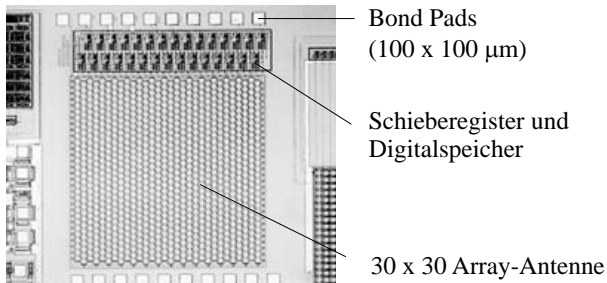 Bond Pads
(100 x 100 μm)
Schieberegister und
Digitalspeicher
30 x 30 Array-Antenne